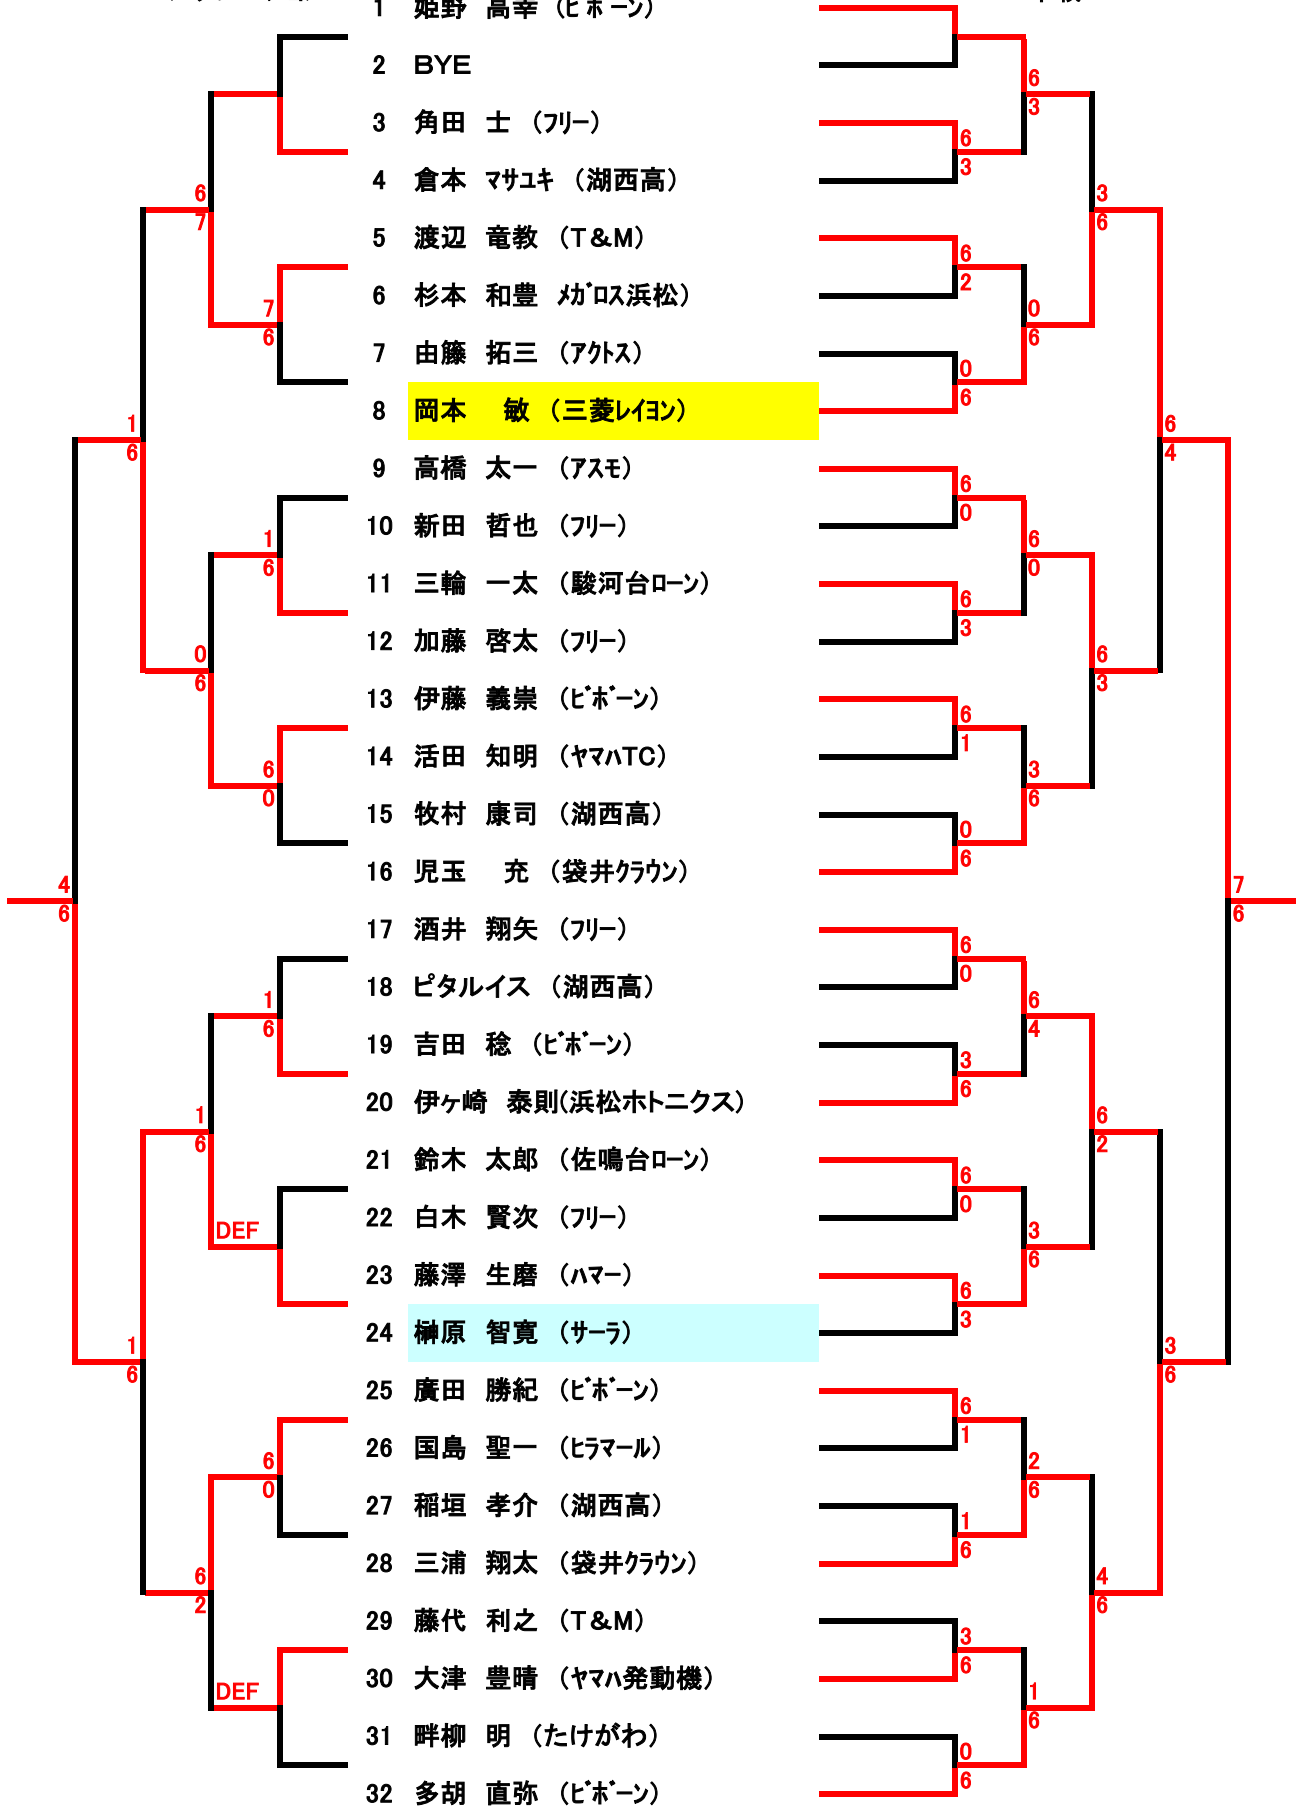 1 姫野 高幸 (ﾋﾞﾎﾞｰﾝ)
2 BYE
6
3
3 角田 士 (ﾌﾘｰ)
6
3
4 倉本 ﾏｻﾕｷ (湖西高)
6
7
3
6
5 渡辺 竜教 (T&M)
6
2
6 杉本 和豊 ﾒｶﾞﾛｽ浜松)
7
6
0
6
7 由籐 拓三 (ｱｸﾄｽ)
0
6
8 岡本 敏 (三菱ﾚｲﾖﾝ)
1
6
6
4
9 高橋 太一 (ｱｽﾓ)
6
0
10 新田 哲也 (ﾌﾘｰ)
1
6
6
0
11 三輪 一太 (駿河台ﾛｰﾝ)
6
3
12 加藤 啓太 (ﾌﾘｰ)
0
6
6
3
13 伊藤 義崇 (ﾋﾞﾎﾞｰﾝ)
6
1
14 活田 知明 (ﾔﾏﾊTC)
6
0
3
6
15 牧村 康司 (湖西高)
0
6
16 児玉 充 (袋井ｸﾗｳﾝ)
4
6
7
6
17 酒井 翔矢 (ﾌﾘｰ)
6
0
18 ピタルイス (湖西高)
1
6
6
4
19 吉田 稔 (ﾋﾞﾎﾞｰﾝ)
3
6
20 伊ヶ崎 泰則(浜松ホトニクス)
1
6
6
2
21 鈴木 太郎 (佐鳴台ﾛｰﾝ)
6
0
22 白木 賢次 (ﾌﾘｰ)
DEF
3
6
23 藤澤 生磨 (ﾊﾏｰ)
6
3
24 榊原 智寛 (ｻｰﾗ)
1
6
3
6
25 廣田 勝紀 (ﾋﾞﾎﾞｰﾝ)
6
1
26 国島 聖一 (ﾋﾗﾏｰﾙ)
6
0
2
6
27 稲垣 孝介 (湖西高)
1
6
28 三浦 翔太 (袋井ｸﾗｳﾝ)
6
2
4
6
29 藤代 利之 (T&M)
3
6
30 大津 豊晴 (ﾔﾏﾊ発動機)
DEF
1
6
31 畔柳 明 (たけがわ)
0
6
32 多胡 直弥 (ﾋﾞﾎﾞｰﾝ)